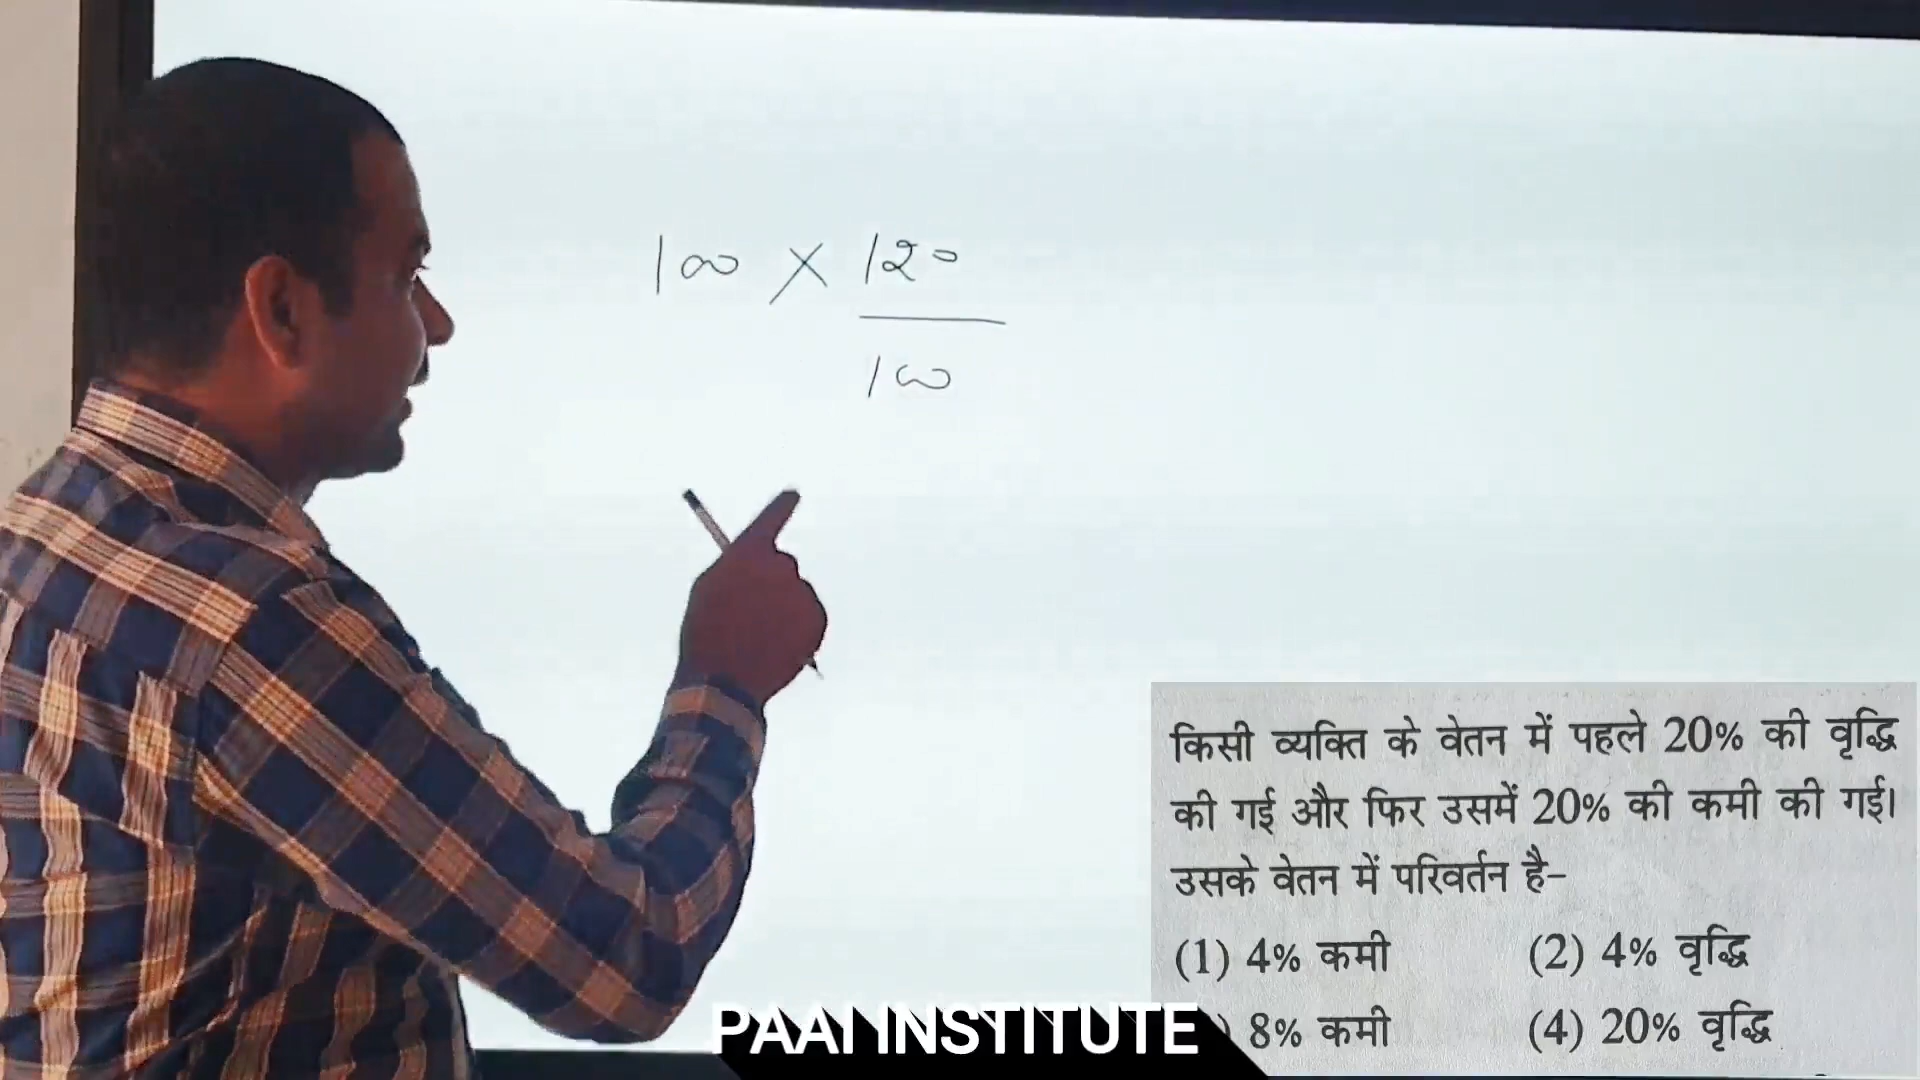 100 × 120
100
किसी व्यक्ति के वेतन में पहले 20% की वृद्धि
की गई और फिर उसमें 20% की कमी की गई।
उसके वेतन में परिवर्तन है-
(1) 4% कमी (2) 4% वृद्धि
) 8% कमी (4) 20% वृद्धि
PAAI INSTITUTE